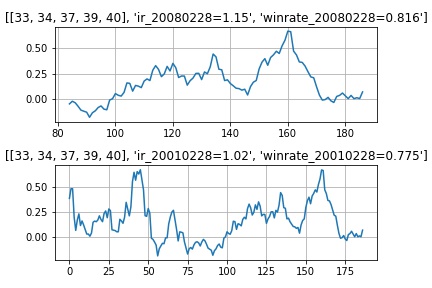 [[33, 34, 37, 39, 40], 'ir_20080228=1.15', 'winrate_20080228=0.816']
0.50
0.25
0.00
80 100 120 140 160 180
[[33, 34, 37, 39, 40], 'ir_20010228=1.02', 'winrate_20010228=0.775']
0.50
0.25
0.00
0 25 50 75 100 125 150 175